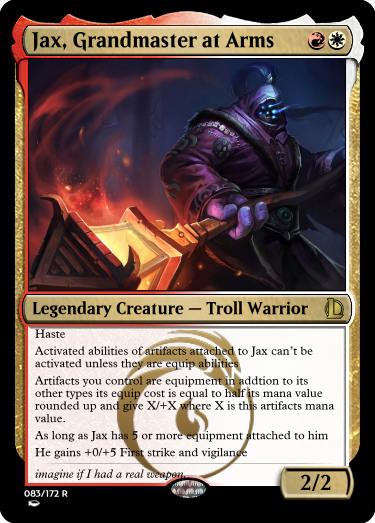 Jax, Grandmaster at Arms
Legendary Creature — Troll Warrior
Haste
Activated abilities of artifacts attached to Jax can't be
activated unless they are equip abilities
Artifacts you control are equipment in addtion to its
other types its equip cost is equal to half its mana value
rounded up and give X/+X where X is this artifacts mana
value.
As long as Jax has 5 or more equipment attached to him
He gains +0/+5 First strike and vigilance
imagine if I had a real weapon...
2/2
083/172 R